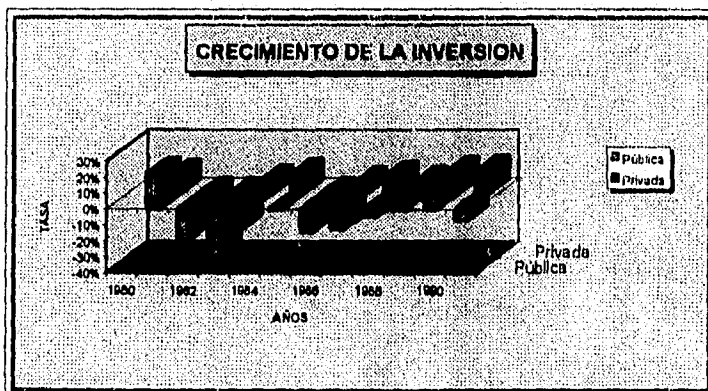 CRECIMIENTO DE LA INVERSION
30%
20%
10%
0%
-10%
-20%
-30%
-40%
TASA
1980 1982 1984 1986 1988 1990
AÑOS
Privada
Pública
Pública
Privada